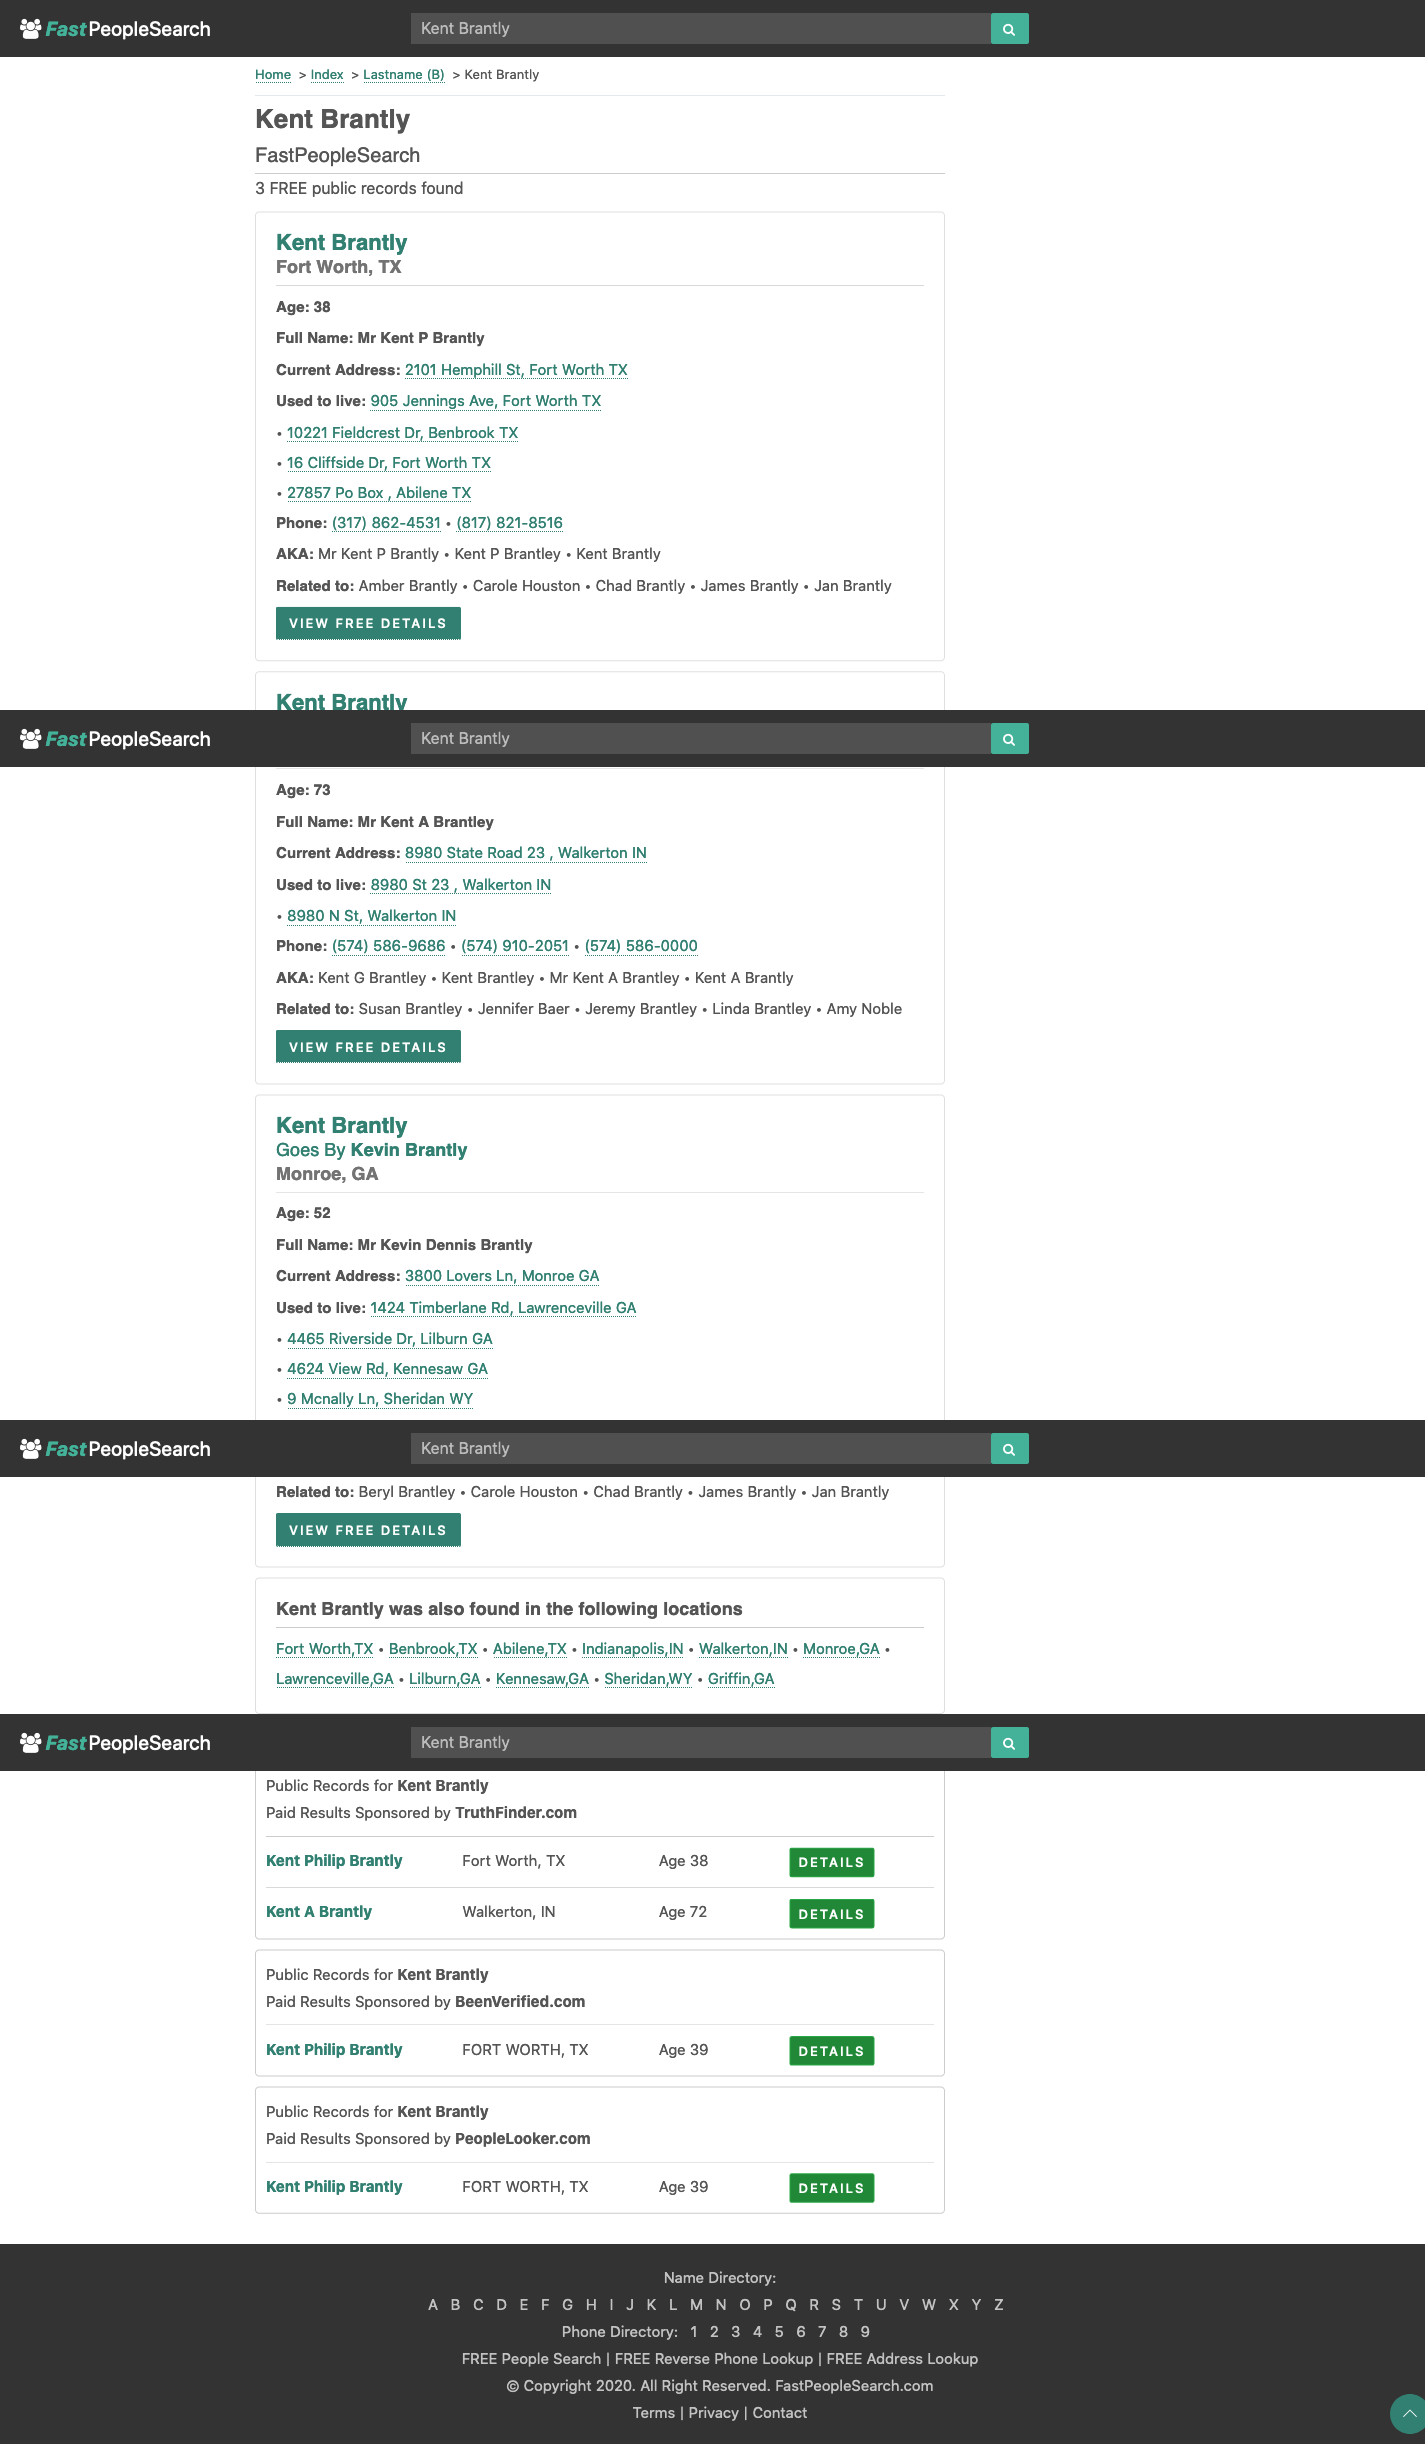 FastPeopleSearch
Kent Brantly
Home > Index > Lastname (B) > Kent Brantly
Kent Brantly
FastPeopleSearch
3 FREE public records found
Kent Brantly
Fort Worth, TX
Age: 38
Full Name: Mr Kent P Brantly
Current Address: 2101 Hemphill St, Fort Worth TX
Used to live: 905 Jennings Ave, Fort Worth TX
• 10221 Fieldcrest Dr, Benbrook TX
• 16 Cliffside Dr, Fort Worth TX
• 27857 Po Box , Abilene TX
Phone: (317) 862-4531 • (817) 821-8516
AKA: Mr Kent P Brantly • Kent P Brantley • Kent Brantly
Related to: Amber Brantly • Carole Houston • Chad Brantly • James Brantly • Jan Brantly
VIEW FREE DETAILS
Kent Brantly
FastPeopleSearch
Kent Brantly
Age: 73
Full Name: Mr Kent A Brantley
Current Address: 8980 State Road 23 , Walkerton IN
Used to live: 8980 St 23 , Walkerton IN
• 8980 N St, Walkerton IN
Phone: (574) 586-9686 • (574) 910-2051 • (574) 586-0000
AKA: Kent G Brantley • Kent Brantley • Mr Kent A Brantley • Kent A Brantly
Related to: Susan Brantley • Jennifer Baer • Jeremy Brantley • Linda Brantley • Amy Noble
VIEW FREE DETAILS
Kent Brantly
Goes By Kevin Brantly
Monroe, GA
Age: 52
Full Name: Mr Kevin Dennis Brantly
Current Address: 3800 Lovers Ln, Monroe GA
Used to live: 1424 Timberlane Rd, Lawrenceville GA
• 4465 Riverside Dr, Lilburn GA
• 4624 View Rd, Kennesaw GA
• 9 Mcnally Ln, Sheridan WY
FastPeopleSearch
Kent Brantly
Related to: Beryl Brantley • Carole Houston • Chad Brantly • James Brantly • Jan Brantly
VIEW FREE DETAILS
Kent Brantly was also found in the following locations
Fort Worth,TX • Benbrook,TX • Abilene,TX • Indianapolis,IN • Walkerton,IN • Monroe,GA •
Lawrenceville,GA • Lilburn,GA • Kennesaw,GA • Sheridan,WY • Griffin,GA
FastPeopleSearch
Kent Brantly
Public Records for Kent Brantly
Paid Results Sponsored by TruthFinder.com
Kent Philip Brantly Fort Worth, TX Age 38 DETAILS
Kent A Brantly Walkerton, IN Age 72 DETAILS
Public Records for Kent Brantly
Paid Results Sponsored by BeenVerified.com
Kent Philip Brantly FORT WORTH, TX Age 39 DETAILS
Public Records for Kent Brantly
Paid Results Sponsored by PeopleLooker.com
Kent Philip Brantly FORT WORTH, TX Age 39 DETAILS
Name Directory:
A B C D E F G H I J K L M N O P Q R S T U V W X Y Z
Phone Directory: 1 2 3 4 5 6 7 8 9
FREE People Search | FREE Reverse Phone Lookup | FREE Address Lookup
© Copyright 2020. All Right Reserved. FastPeopleSearch.com
Terms | Privacy | Contact